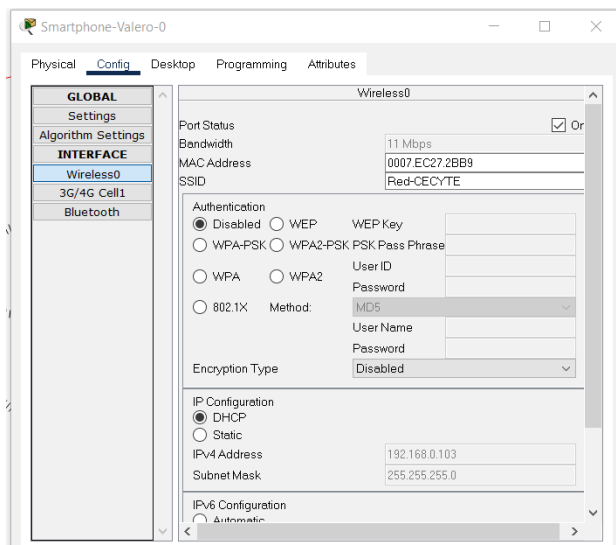 Smartphone-Valero-0
Physical Config Desktop Programming Attributes
GLOBAL
Settings
Algorithm Settings
INTERFACE
Wireless0
3G/4G Cell1
Bluetooth
Wireless0
Port Status On
Bandwidth 11 Mbps
MAC Address 0007.EC27.2BB9
SSID Red-CECYTE
Authentication
Disabled WEP WEP Key
WPA-PSK WPA2-PSK PSK Pass Phrase
User ID
WPA WPA2
Password
802.1X Method: MD5
User Name
Password
Encryption Type Disabled
IP Configuration
DHCP
Static
IPv4 Address 192.168.0.103
Subnet Mask 255.255.255.0
IPv6 Configuration
Automatic